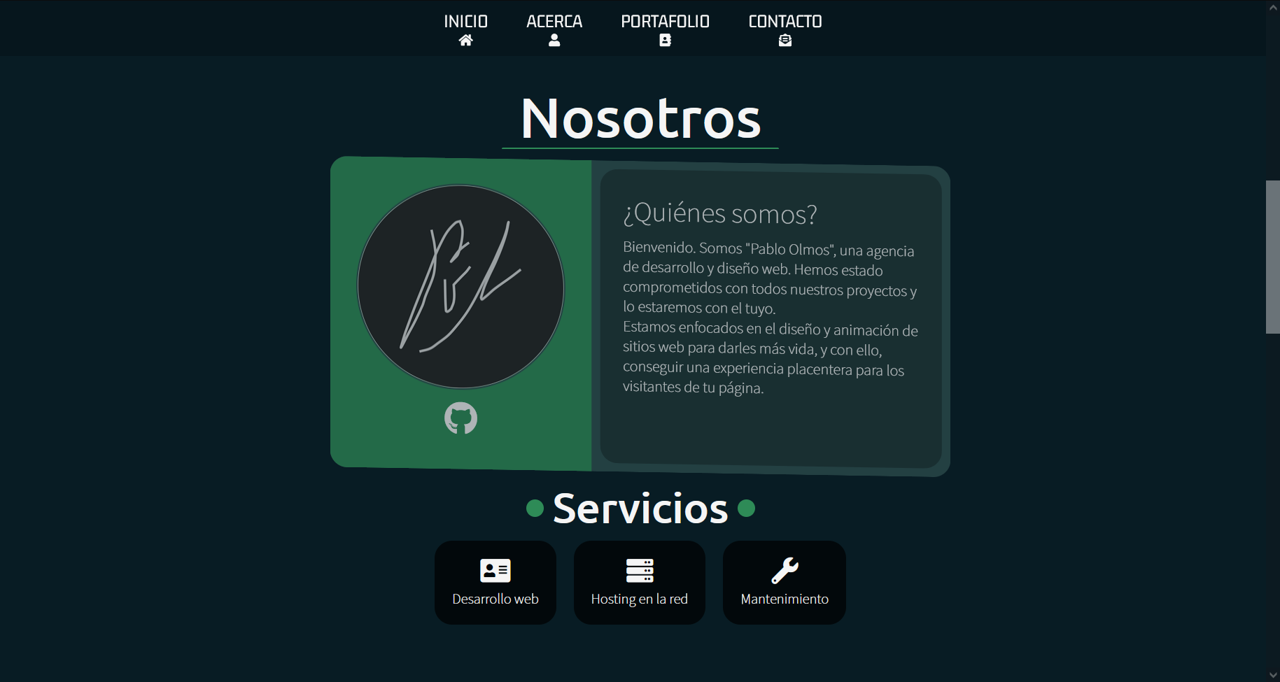 INICIO ACERCA PORTAFOLIO CONTACTO
Nosotros
¿Quiénes somos?
Bienvenido. Somos "Pablo Olmos", una agencia
de desarrollo y diseño web. Hemos estado
comprometidos con todos nuestros proyectos y
lo estaremos con el tuyo.
Estamos enfocados en el diseño y animación de
sitios web para darles más vida, y con ello,
conseguir una experiencia placentera para los
visitantes de tu página.
Servicios
Desarrollo web Hosting en la red Mantenimiento